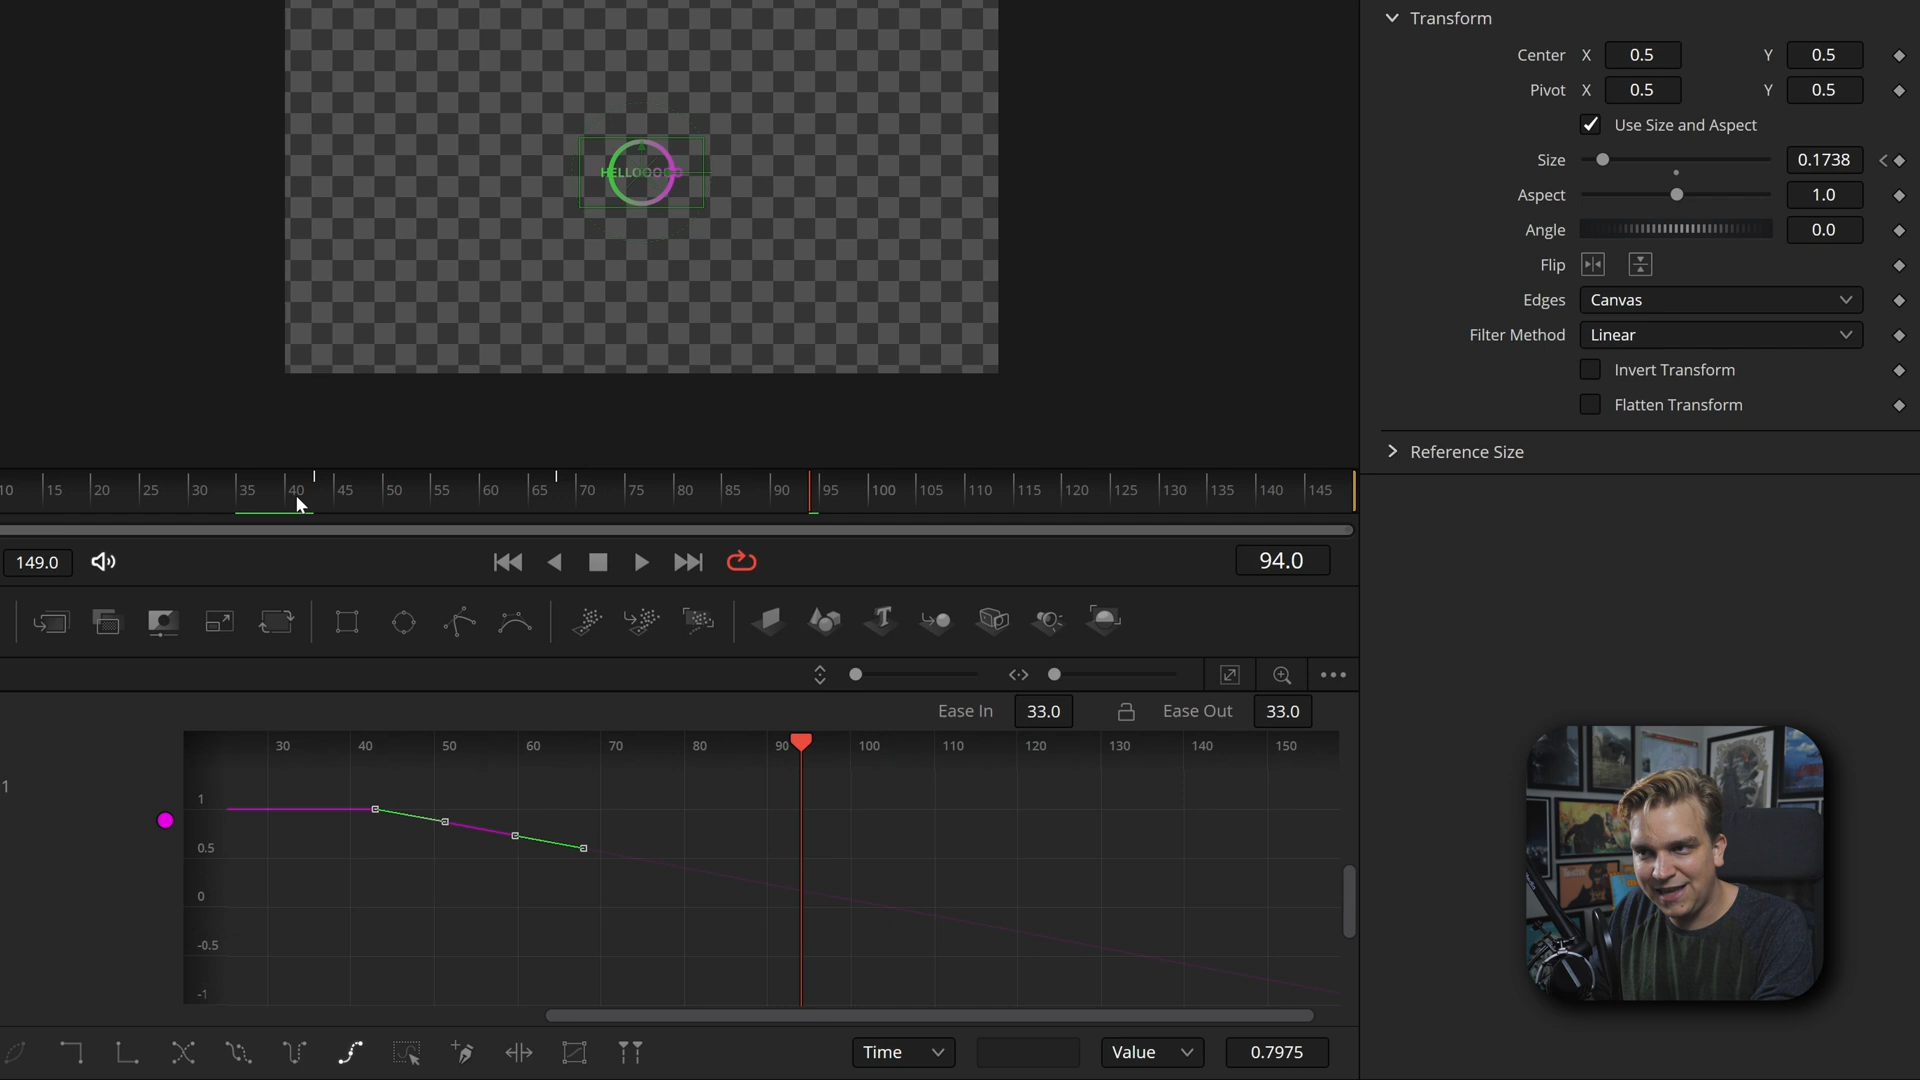 Transform
Center X 0.5 Y 0.5
Pivot X 0.5 Y 0.5
Use Size and Aspect
Size 0.1738
Aspect 1.0
Angle 0.0
Flip
Edges Canvas
Filter Method Linear
Invert Transform
Flatten Transform
Reference Size
HELLOOOOO
10 15 20 25 30 35 40 45 50 55 60 65 70 75 80 85 90 95 100 105 110 115 120 125 130 135 140 145
149.0 94.0
Ease In 33.0 Ease Out 33.0
30 40 50 60 70 80 90 100 110 120 130 140 150
1
1
0.5
0
-0.5
-1
Time Value 0.7975